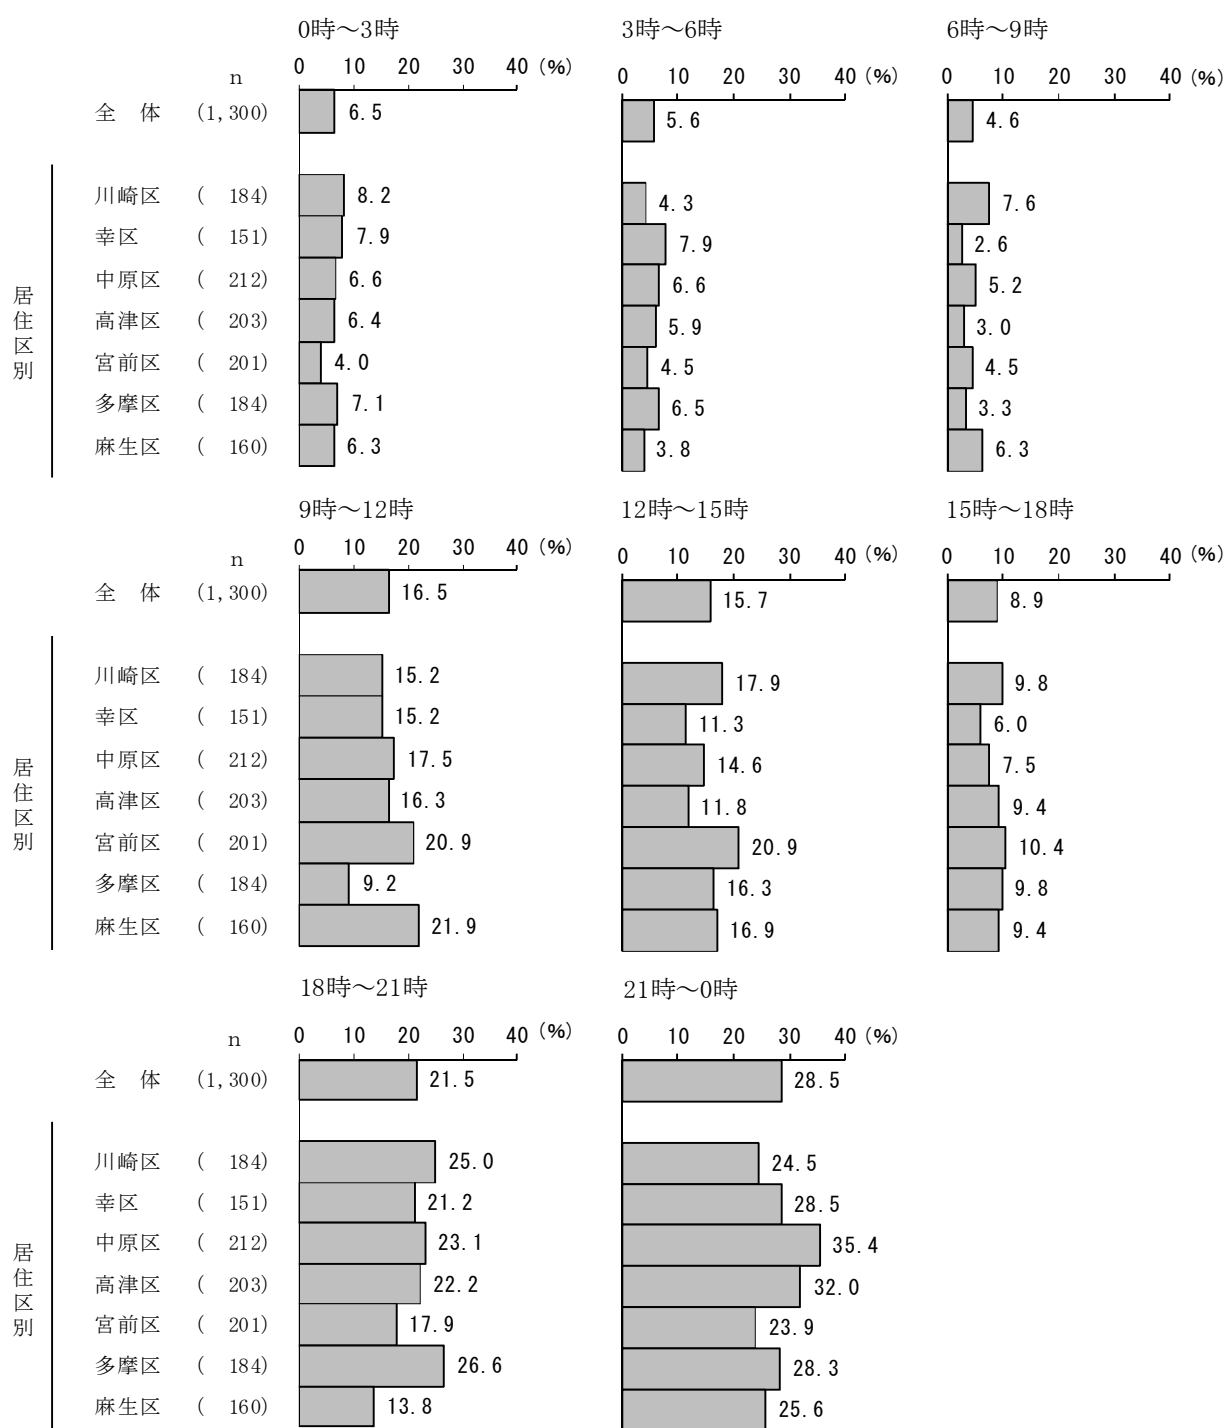 0時～3時 3時～6時 6時～9時
0 10 20 30 40 (%) 0 10 20 30 40 (%) 0 10 20 30 40 (%)
n
全 体 (1,300) 6.5 5.6 4.6
居住区別
川崎区 ( 184) 8.2 4.3 7.6
幸区 ( 151) 7.9 7.9 2.6
中原区 ( 212) 6.6 6.6 5.2
高津区 ( 203) 6.4 5.9 3.0
宮前区 ( 201) 4.0 4.5 4.5
多摩区 ( 184) 7.1 6.5 3.3
麻生区 ( 160) 6.3 3.8 6.3
9時～12時 12時～15時 15時～18時
0 10 20 30 40 (%) 0 10 20 30 40 (%) 0 10 20 30 40 (%)
n
全 体 (1,300) 16.5 15.7 8.9
居住区別
川崎区 ( 184) 15.2 17.9 9.8
幸区 ( 151) 15.2 11.3 6.0
中原区 ( 212) 17.5 14.6 7.5
高津区 ( 203) 16.3 11.8 9.4
宮前区 ( 201) 20.9 20.9 10.4
多摩区 ( 184) 9.2 16.3 9.8
麻生区 ( 160) 21.9 16.9 9.4
18時～21時 21時～0時
0 10 20 30 40 (%) 0 10 20 30 40 (%)
n
全 体 (1,300) 21.5 28.5
居住区別
川崎区 ( 184) 25.0 24.5
幸区 ( 151) 21.2 28.5
中原区 ( 212) 23.1 35.4
高津区 ( 203) 22.2 32.0
宮前区 ( 201) 17.9 23.9
多摩区 ( 184) 26.6 28.3
麻生区 ( 160) 13.8 25.6